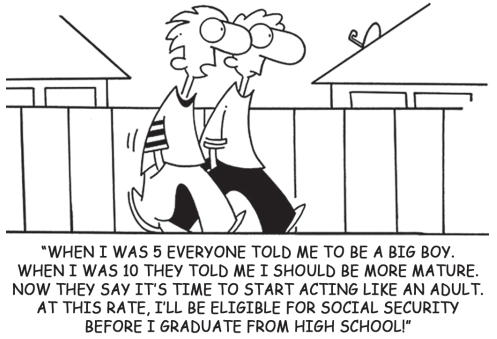 "WHEN I WAS 5 EVERYONE TOLD ME TO BE A BIG BOY.
WHEN I WAS 10 THEY TOLD ME I SHOULD BE MORE MATURE.
NOW THEY SAY IT'S TIME TO START ACTING LIKE AN ADULT.
AT THIS RATE, I'LL BE ELIGIBLE FOR SOCIAL SECURITY
BEFORE I GRADUATE FROM HIGH SCHOOL!"